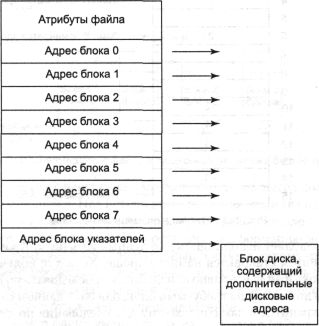 Атрибуты файла
Адрес блока 0
Адрес блока 1
Адрес блока 2
Адрес блока 3
Адрес блока 4
Адрес блока 5
Адрес блока 6
Адрес блока 7
Адрес блока указателей
Блок диска,
содержащий
дополнительные
дисковые
адреса